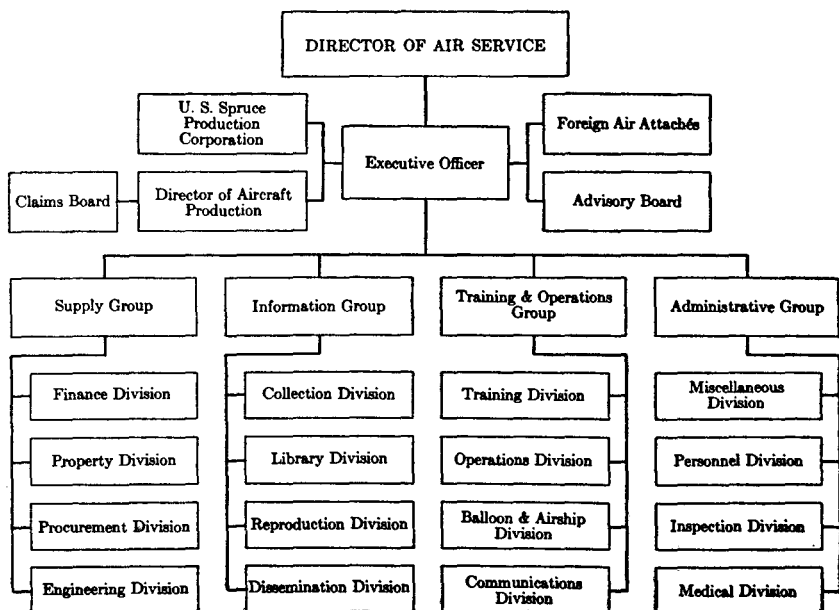 DIRECTOR OF AIR SERVICE
U. S. Spruce
Production
Corporation
Foreign Air Attachés
Executive Officer
Claims Board
Director of Aircraft
Production
Advisory Board
Supply Group
Information Group
Training & Operations
Group
Administrative Group
Finance Division
Collection Division
Training Division
Miscellaneous
Division
Property Division
Library Division
Operations Division
Personnel Division
Procurement Division
Reproduction Division
Balloon & Airship
Division
Inspection Division
Engineering Division
Dissemination Division
Communications
Division
Medical Division